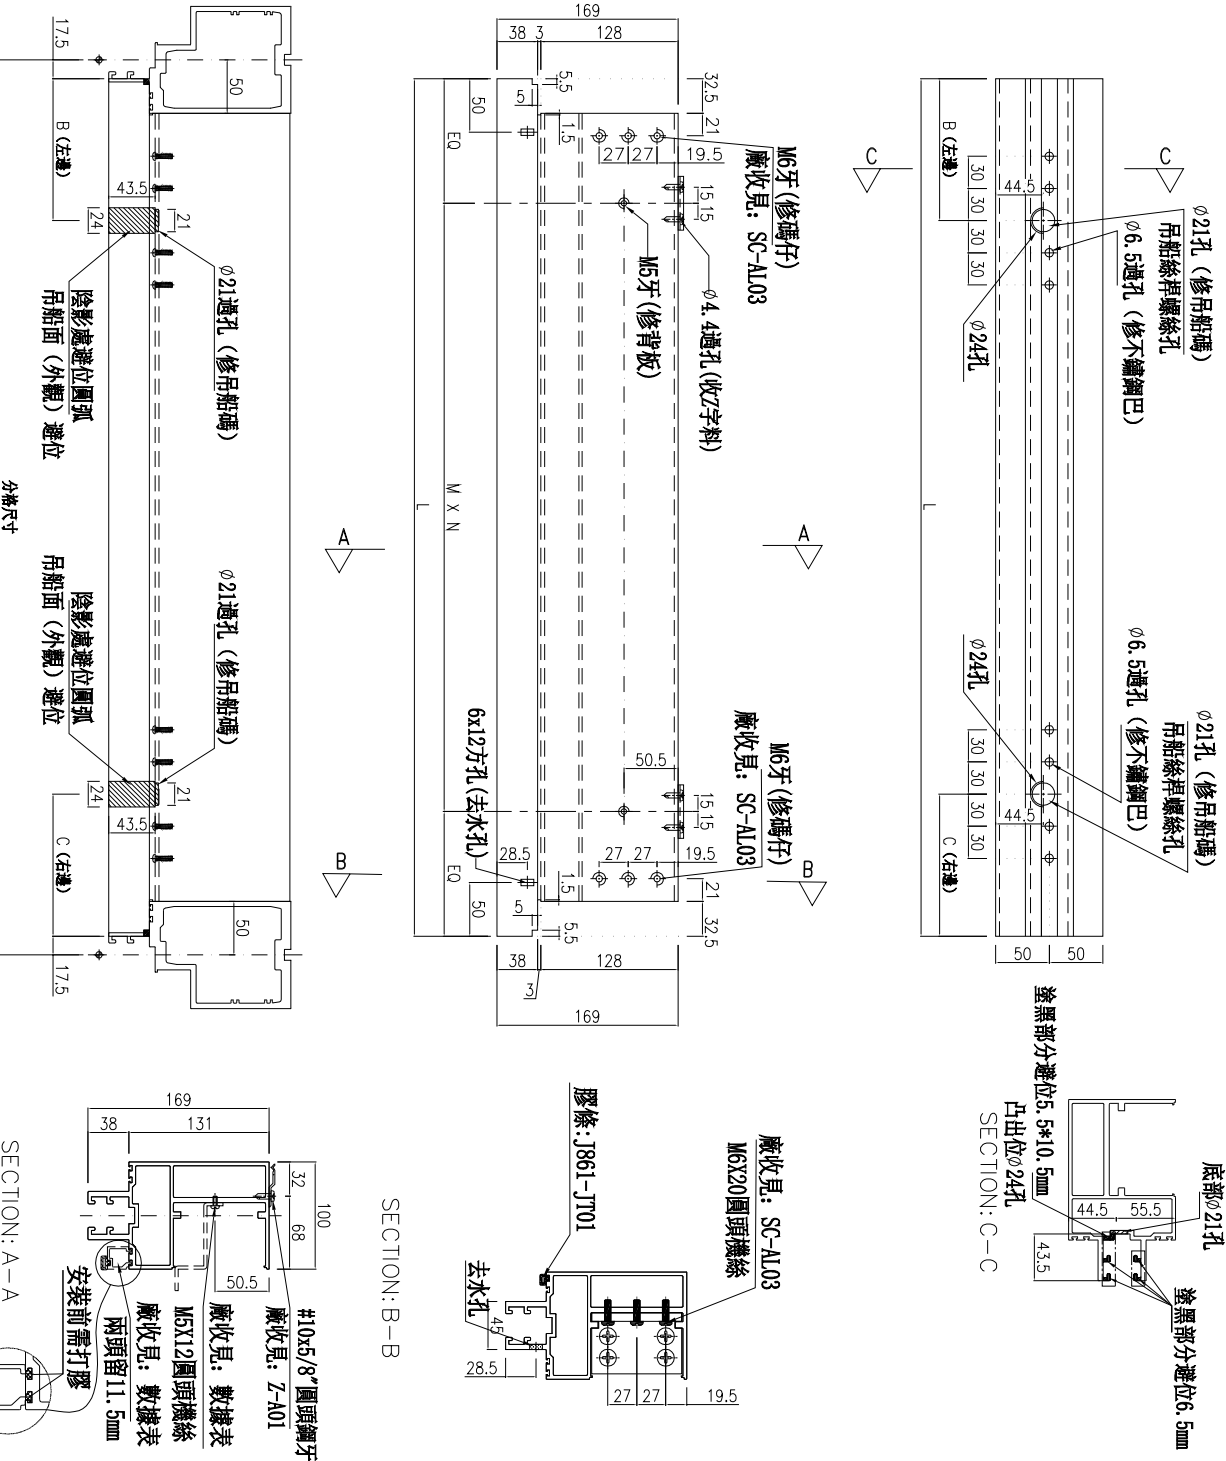 169
38
3
128
5.5
5
50
EQ
1.5
32.5
21
27
27
19.5
M6牙(修碼仔)
廠收見: SC-AL03
15
15
Ø4.4過孔(收Z字料)
M5牙(修背板)
M X N
L
A
A
M6牙(修碼仔)
廠收見: SC-AL03
50.5
15
15
6x12方孔(去水孔)
28.5
27
27
19.5
B
B
EQ
50
1.5
21
5
5.5
32.5
38
128
3
169
17.5
50
B (左邊)
43.5
24
21
Ø21過孔 (修吊船碼)
陰影處避位圓弧
吊船面 (外觀) 避位
分格尺寸
Ø21過孔 (修吊船碼)
陰影處避位圓弧
吊船面 (外觀) 避位
21
24
43.5
C (右邊)
50
17.5
C
C
B (左邊)
30
30
30
30
44.5
Ø21孔 (修吊船碼)
吊船絲桿螺絲孔
Ø6.5過孔 (修不鏽鋼巴)
Ø24孔
L
Ø21孔 (修吊船碼)
吊船絲桿螺絲孔
Ø6.5過孔 (修不鏽鋼巴)
Ø24孔
30
30
30
30
44.5
C (右邊)
50
50
底部Ø21孔
塗黑部分避位5.5*10.5mm
凸出位Ø24孔
44.5
55.5
43.5
塗黑部分避位6.5mm
SECTION: C-C
廠收見: SC-AL03
M6X20圓頭機絲
膠條:J861-JT01
去水孔
45
28.5
27
27
19.5
SECTION: B-B
169
38
131
32
68
100
50.5
#10x5/8"圓頭鋼牙
廠收見: Z-A01
廠收見: 數據表
M5X12圓頭機絲
廠收見: 數據表
兩頭留11.5mm
安裝前需打膠
SECTION: A-A